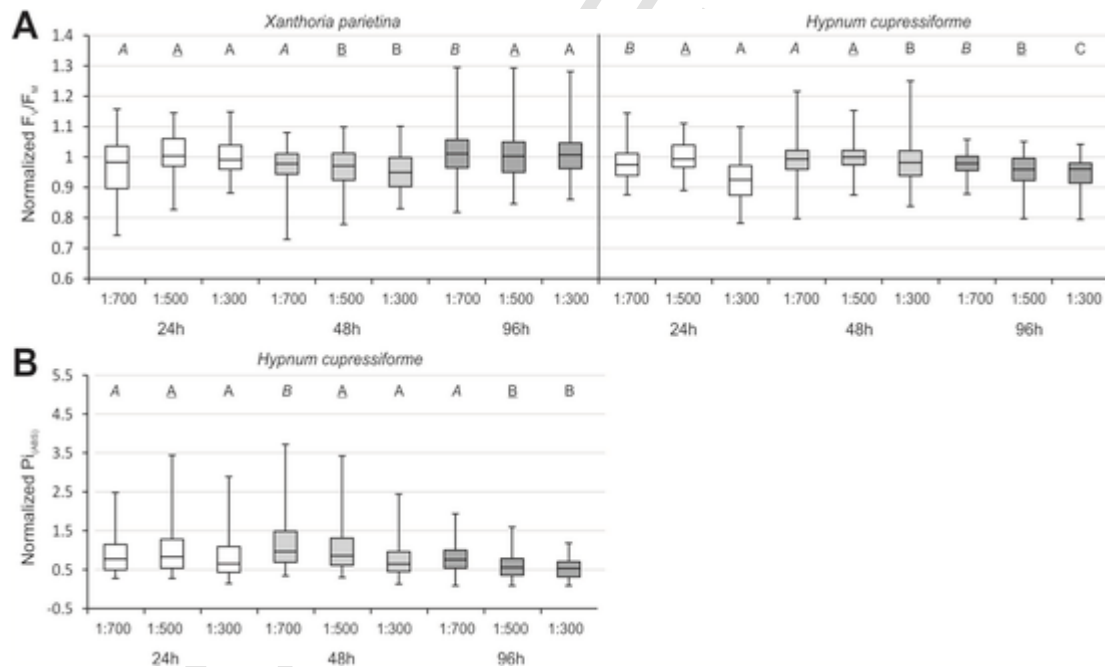 A
Xanthoria parietina
Hypnum cupressiforme
Normalized Fv/FM
1.4
1.3
1.2
1.1
1
0.9
0.8
0.7
0.6
A A A A B B B A A B A A A A B B B C
1:700 1:500 1:300 1:700 1:500 1:300 1:700 1:500 1:300 1:700 1:500 1:300 1:700 1:500 1:300 1:700 1:500 1:300
24h 48h 96h 24h 48h 96h
B
Hypnum cupressiforme
Normalized Pi(ABS)
5.5
4.5
3.5
2.5
1.5
0.5
-0.5
A A A B A A A B B
1:700 1:500 1:300 1:700 1:500 1:300 1:700 1:500 1:300
24h 48h 96h